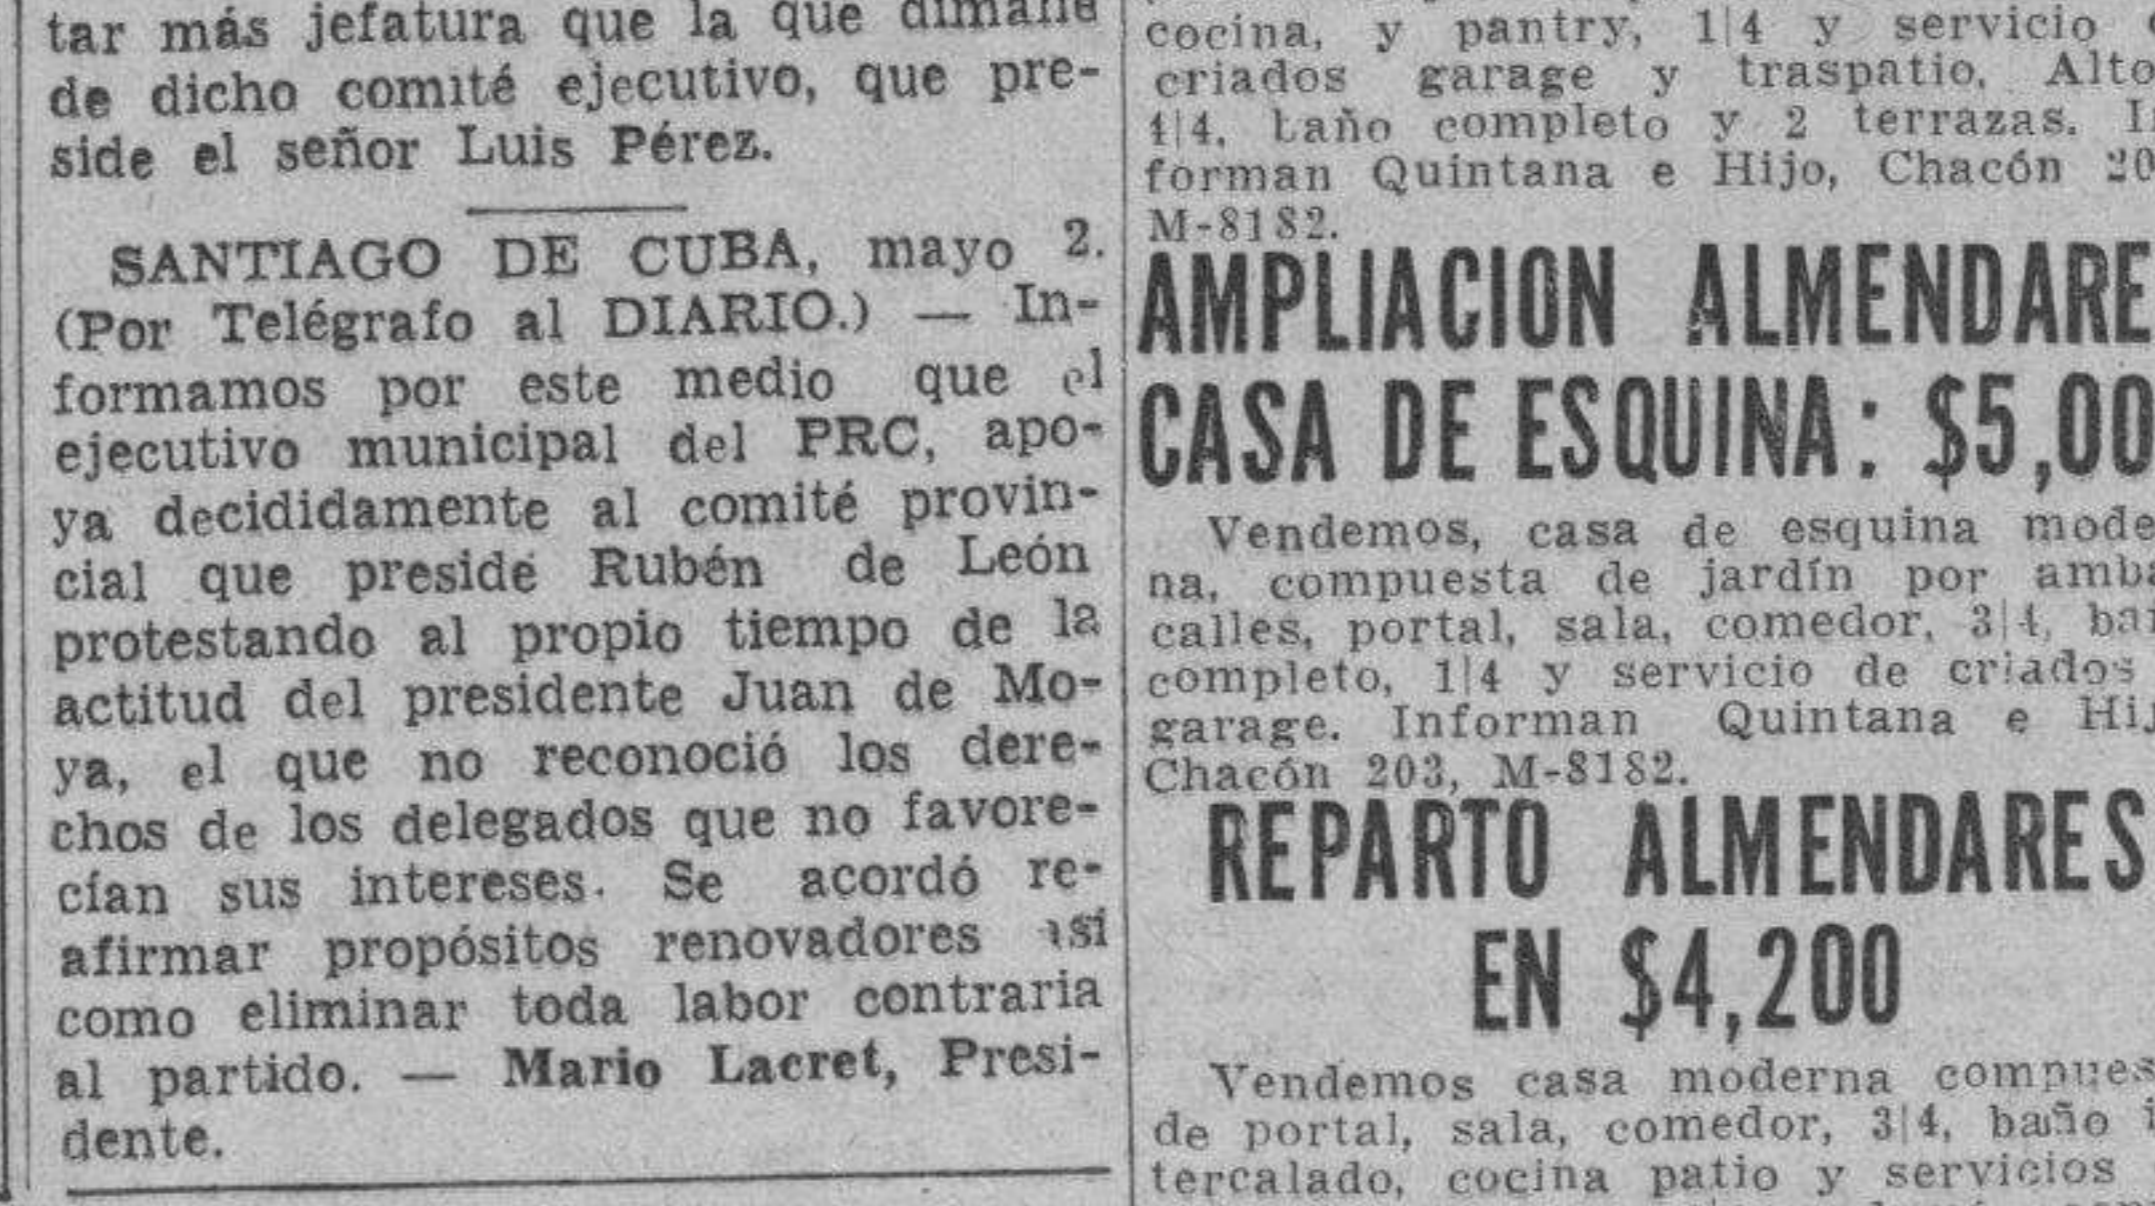 tar más jefatura que la que dimane
de dicho comité ejecutivo, que pre-
side el señor Luis Pérez.
SANTIAGO DE CUBA, mayo 2.
(Por Telégrafo al DIARIO.) — In-
formamos por este medio que el
ejecutivo municipal del PRC, apo-
ya decididamente al comité provin-
cial que preside Rubén de León
protestando al propio tiempo de la
actitud del presidente Juan de Mo-
ya, el que no reconoció los dere-
chos de los delegados que no favore-
cían sus intereses. Se acordó re-
afirmar propósitos renovadores así
como eliminar toda labor contraria
al partido. — Mario Lacret, Presi-
dente.
cocina, y pantry, 1|4 y servicio
criados garage y traspatio, Alto
4|4, baño completo y 2 terrazas. I
forman Quintana e Hijo, Chacón 20
M-8182.
AMPLIACION ALMENDARE
CASA DE ESQUINA: $5,00
Vendemos, casa de esquina mode
na, compuesta de jardín por amba
calles, portal, sala, comedor, 3|4, ba
completo, 1|4 y servicio de criados
garage. Informan Quintana e Hij
Chacón 203, M-8182.
REPARTO ALMENDARES
EN $4,200
Vendemos casa moderna compues
de portal, sala, comedor, 3|4, baño i
tercalado, cocina patio y servicios